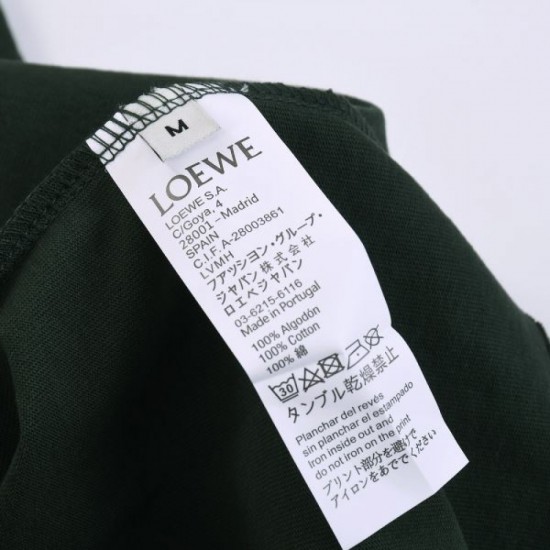 M
LOEWE
LOEWE S.A.
C/Goya, 4
28001-Madrid
SPAIN
C.I.F.A-28003861
LVMH
フアツシヨン・グループ・
ジャパン株式会社
ロエベジャパン
03-6215-6116
Made in Portugal
100% Algodón
100% Cotton
100% 綿
30
タンブル乾燥禁止
Planchar del revés
sin planchar el estampado
iron inside out and
do not iron on the print
プリント部分を避けて
アイロンをあててください